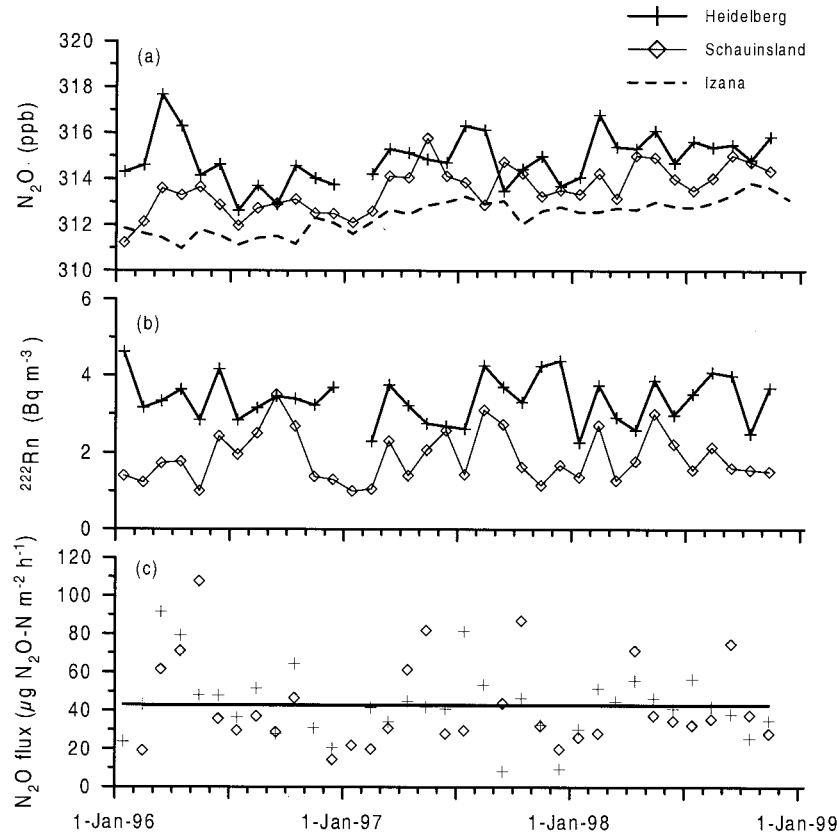 Heidelberg
Schauinsland
Izana
(a)
320
318
316
314
312
310
N₂O (ppb)
(b)
6
4
2
0
²²²Rn (Bq m⁻³)
(c)
120
100
80
60
40
20
0
N₂O flux (µg N₂O-N m⁻² h⁻¹)
1-Jan-96 1-Jan-97 1-Jan-98 1-Jan-99